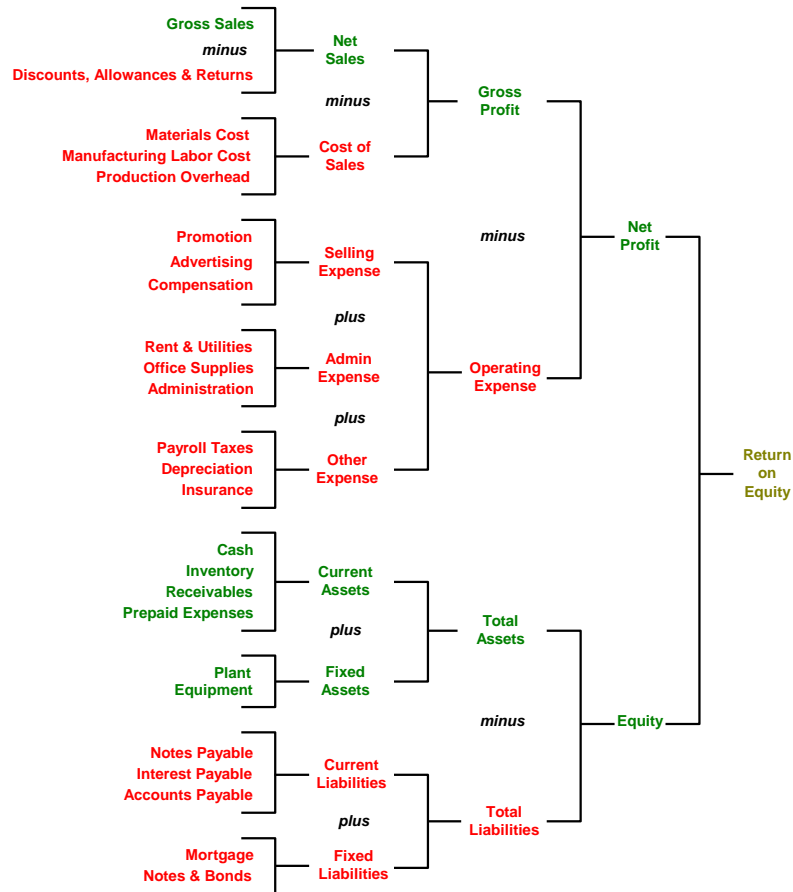 Gross Sales
minus
Discounts, Allowances & Returns
Net
Sales
minus
Gross
Profit
Materials Cost
Manufacturing Labor Cost
Production Overhead
Cost of
Sales
minus
Net
Profit
Promotion
Advertising
Compensation
Selling
Expense
plus
Rent & Utilities
Office Supplies
Administration
Admin
Expense
Operating
Expense
plus
Payroll Taxes
Depreciation
Insurance
Other
Expense
Return
on
Equity
Cash
Inventory
Receivables
Prepaid Expenses
Current
Assets
plus
Total
Assets
Plant
Equipment
Fixed
Assets
minus
Equity
Notes Payable
Interest Payable
Accounts Payable
Current
Liabilities
plus
Total
Liabilities
Mortgage
Notes & Bonds
Fixed
Liabilities